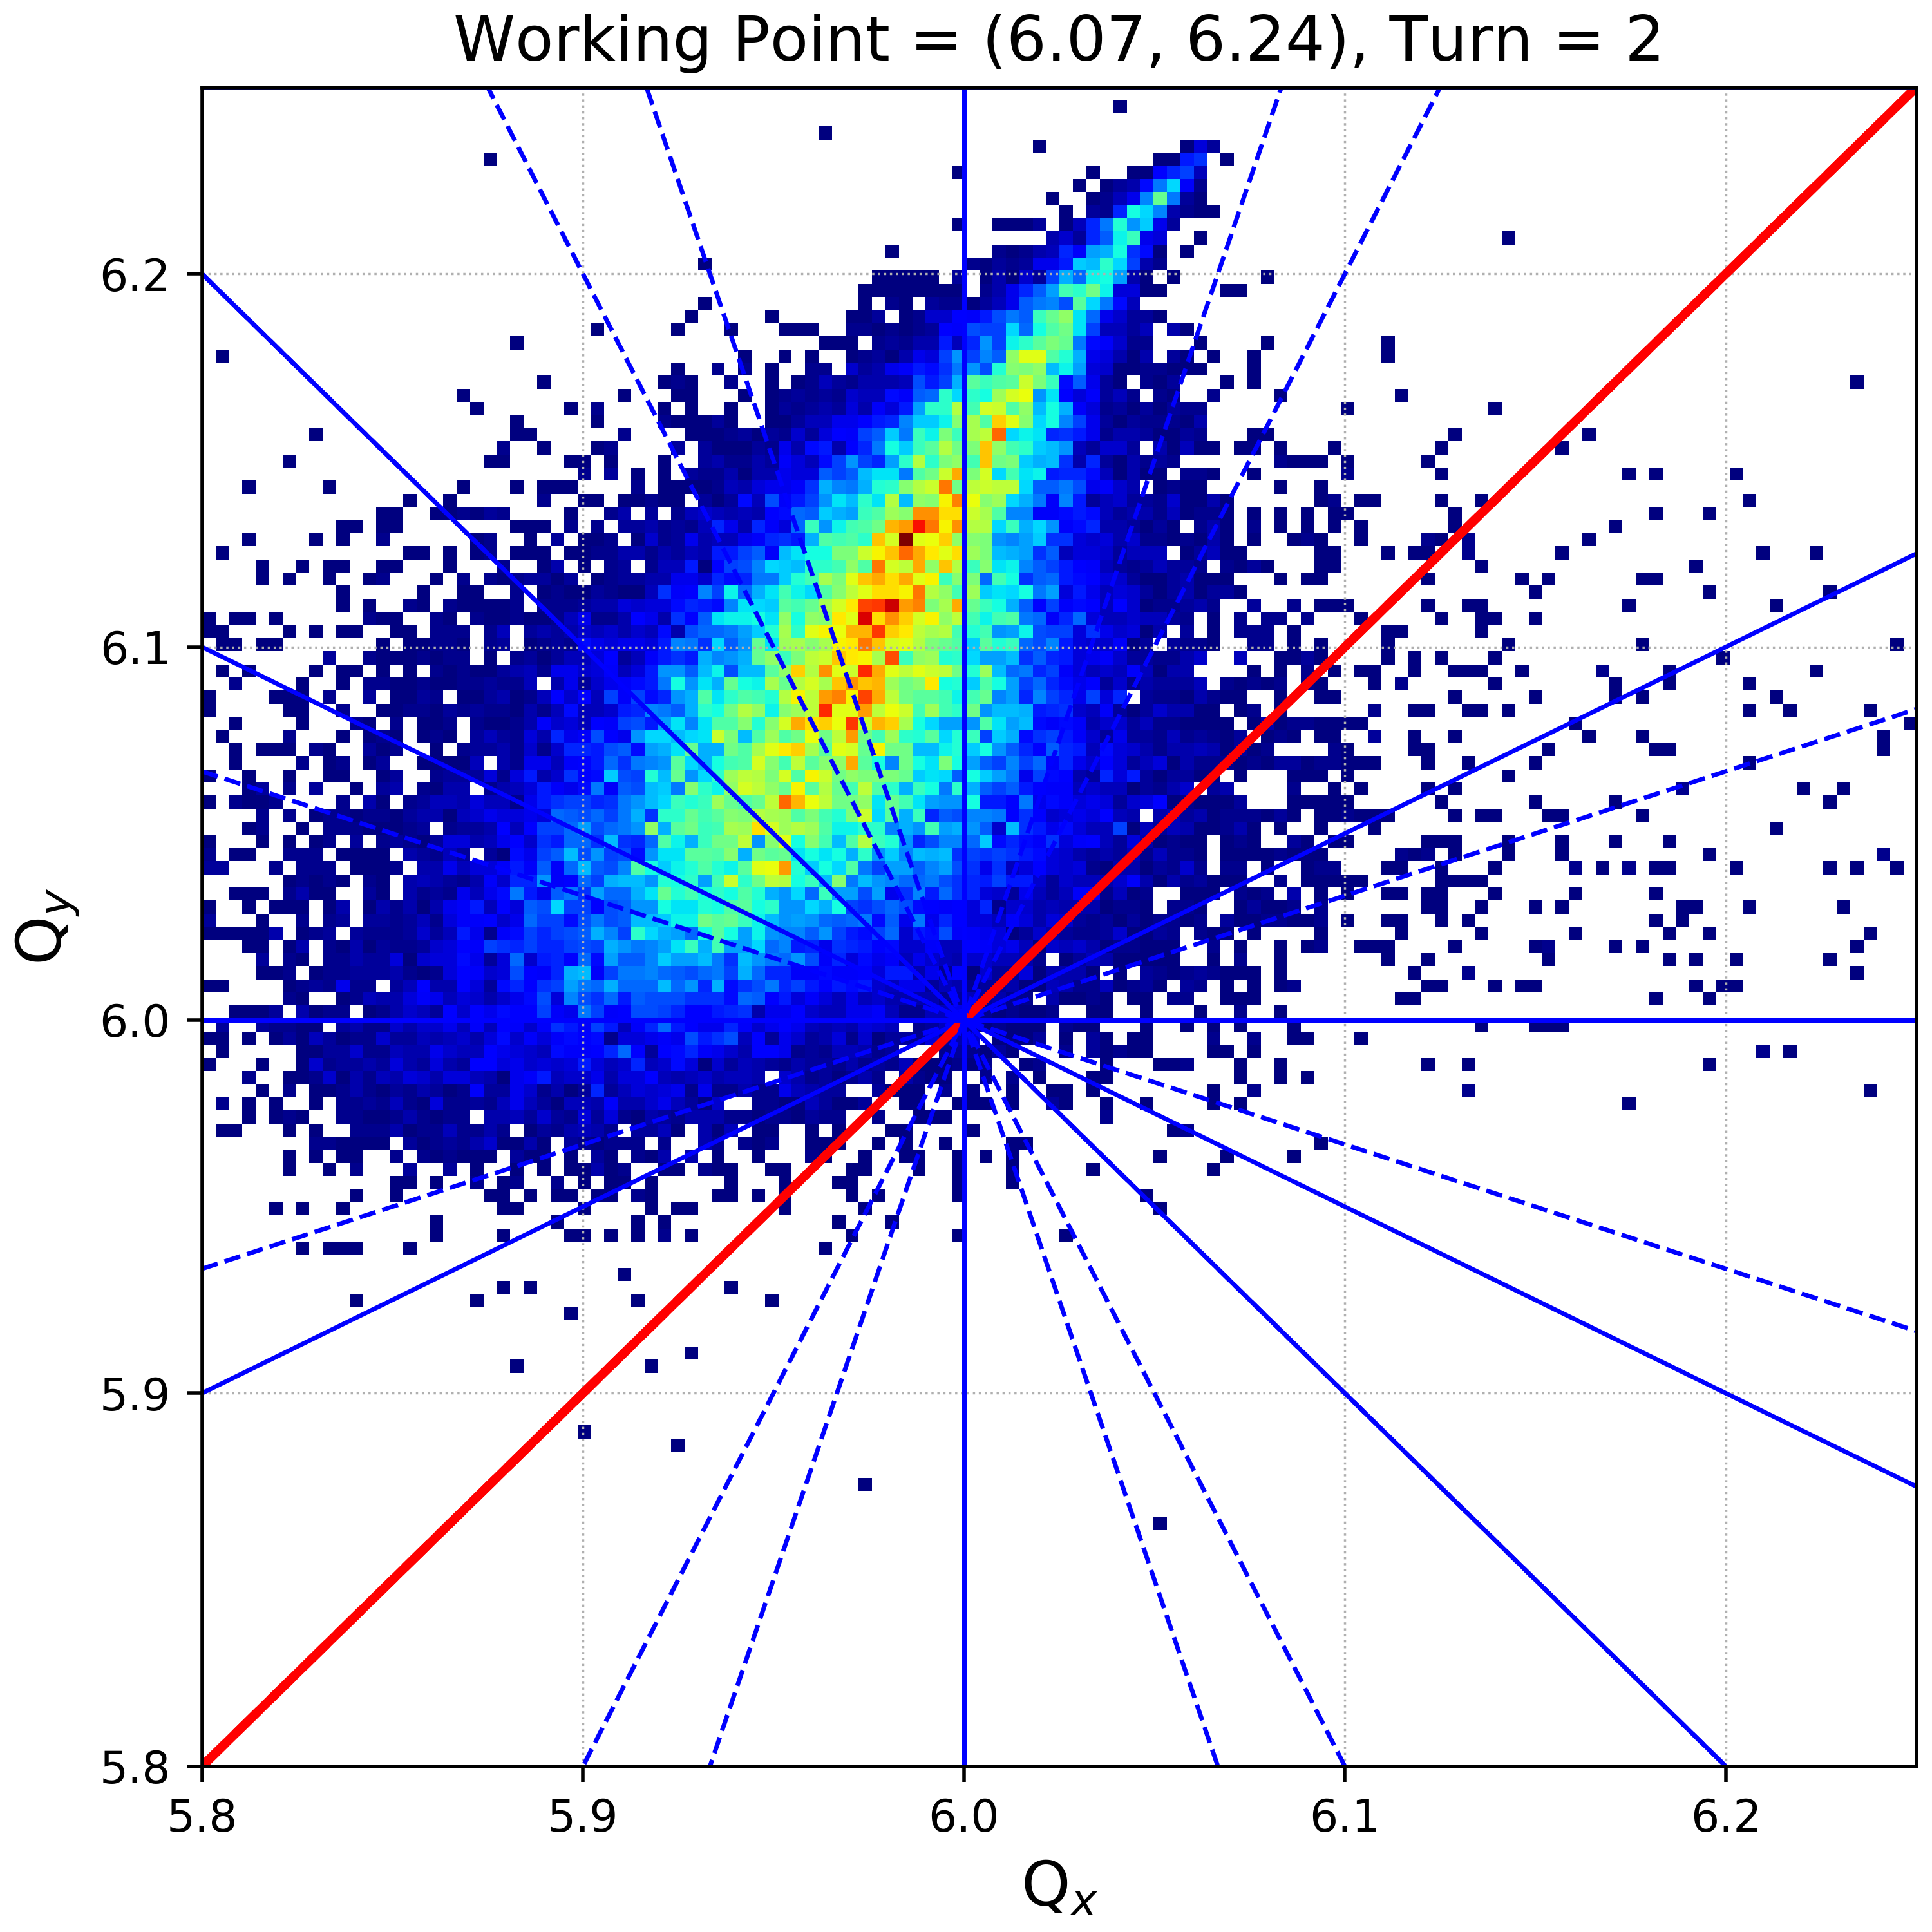 Working Point = (6.07, 6.24), Turn = 2
6.2
6.1
6.0
5.9
5.8
Qy
5.8 5.9 6.0 6.1 6.2
Qx